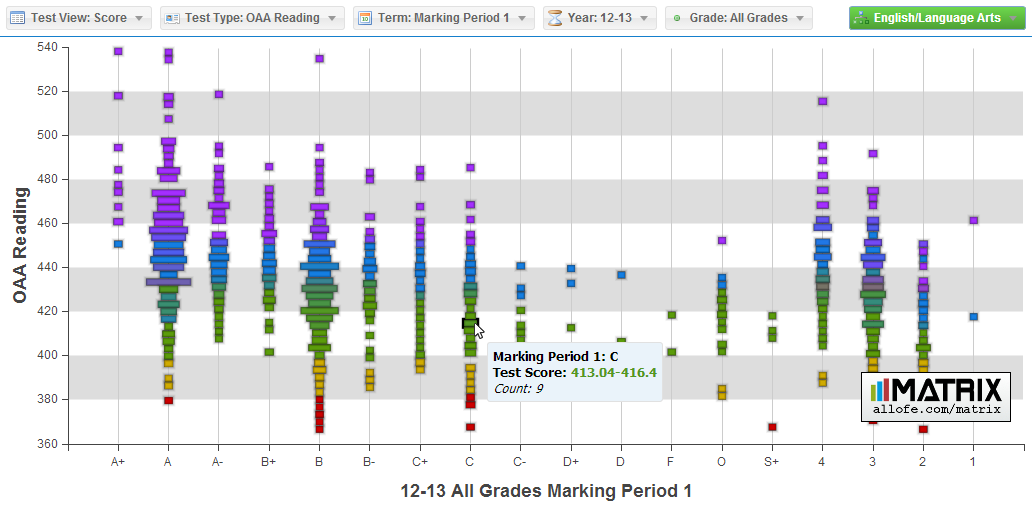 Test View: Score Test Type: OAA Reading Term: Marking Period 1 Year: 12-13 Grade: All Grades English/Language Arts
540
520
500
480
460
440
420
400
380
360
OAA Reading
Marking Period 1: C
Test Score: 413.04-416.4
Count: 9
MATRIX
allofe.com/matrix
A+ A A- B+ B B- C+ C C- D+ D F O S+ 4 3 2 1
12-13 All Grades Marking Period 1